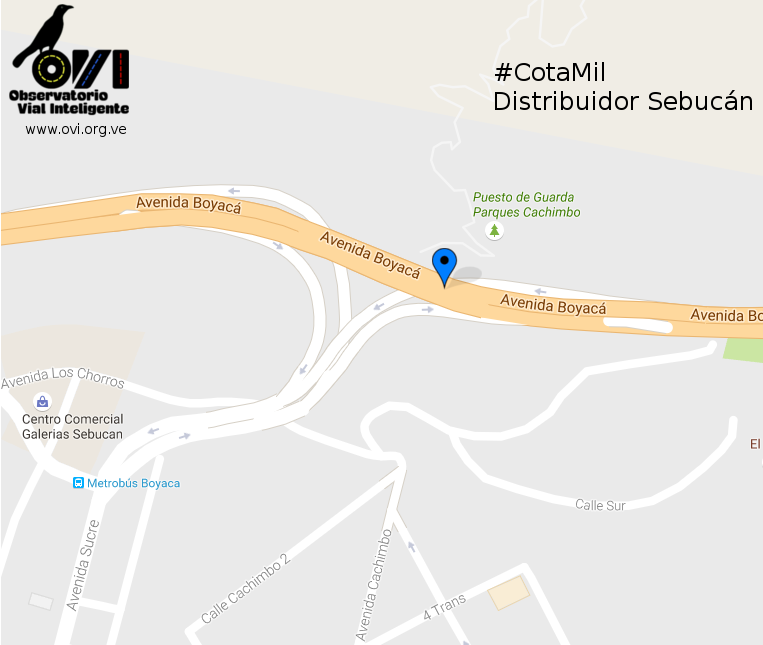 OVI
Observatorio
Vial Inteligente
www.ovi.org.ve
#CotaMil
Distribuidor Sebucán
Puesto de Guarda
Parques Cachimbo
Avenida Boyacá
Avenida Boyacá
Avenida Boyacá
Avenida Bo
Avenida Los Chorros
Centro Comercial
Galerias Sebucan
El
Metrobús Boyaca
Calle Sur
Avenida Sucre
Calle Cachimbo 2
Avenida Cachimbo
4 Trans